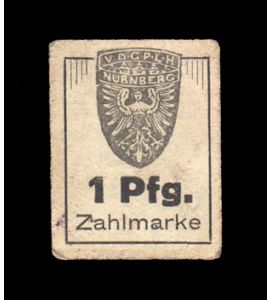 V.D.G.P.L.H.
NÜRNBERG
1 Pfg.
Zahlmarke